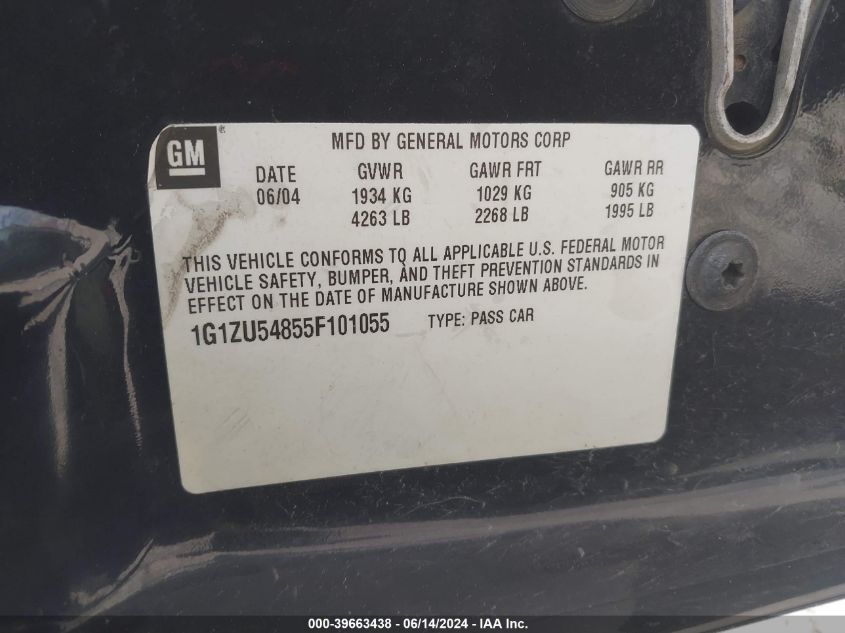 GM
MFD BY GENERAL MOTORS CORP
DATE GVWR GAWR FRT GAWR RR
06/04 1934 KG 1029 KG 905 KG
4263 LB 2268 LB 1995 LB
THIS VEHICLE CONFORMS TO ALL APPLICABLE U.S. FEDERAL MOTOR
VEHICLE SAFETY, BUMPER, AND THEFT PREVENTION STANDARDS IN
EFFECT ON THE DATE OF MANUFACTURE SHOWN ABOVE.
1G1ZU54855F101055 TYPE: PASS CAR
000-39663438 - 06/14/2024 - IAA Inc.